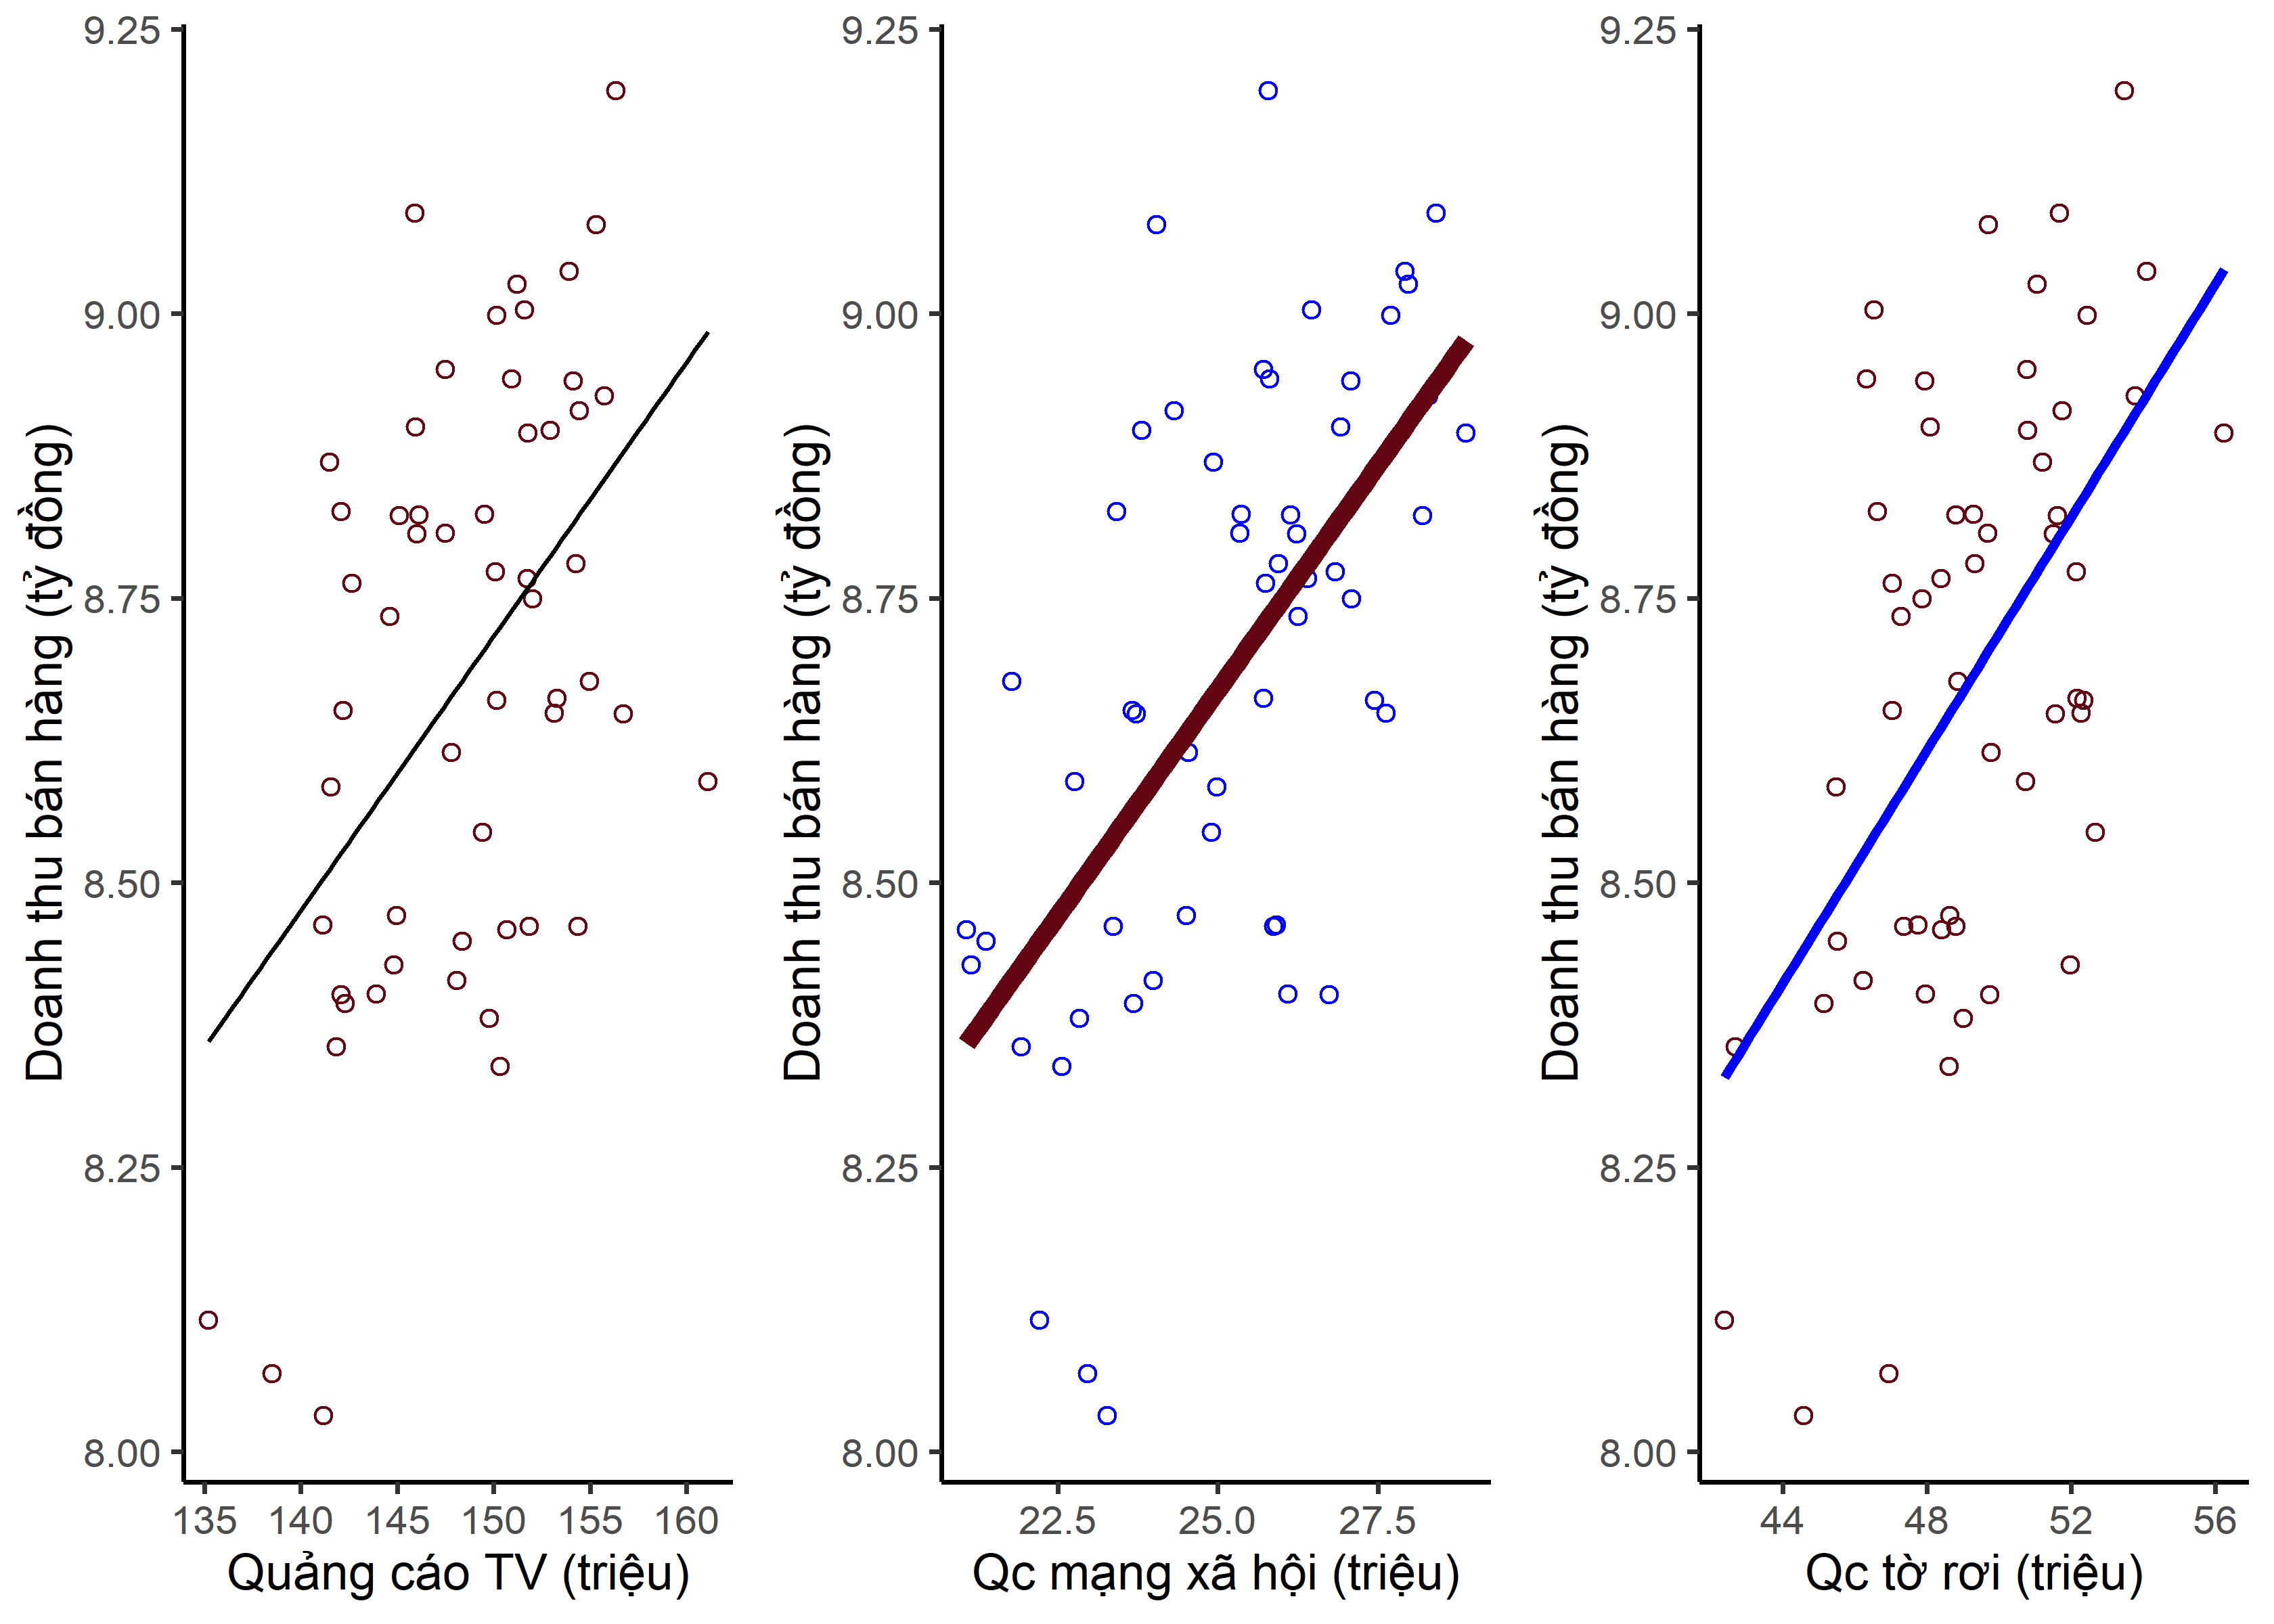 Doanh thu bán hàng (tỷ đồng)
9.25
9.00
8.75
8.50
8.25
8.00
135 140 145 150 155 160
Quảng cáo TV (triệu)
Doanh thu bán hàng (tỷ đồng)
9.25
9.00
8.75
8.50
8.25
8.00
22.5 25.0 27.5
Qc mạng xã hội (triệu)
Doanh thu bán hàng (tỷ đồng)
9.25
9.00
8.75
8.50
8.25
8.00
44 48 52 56
Qc tờ rơi (triệu)